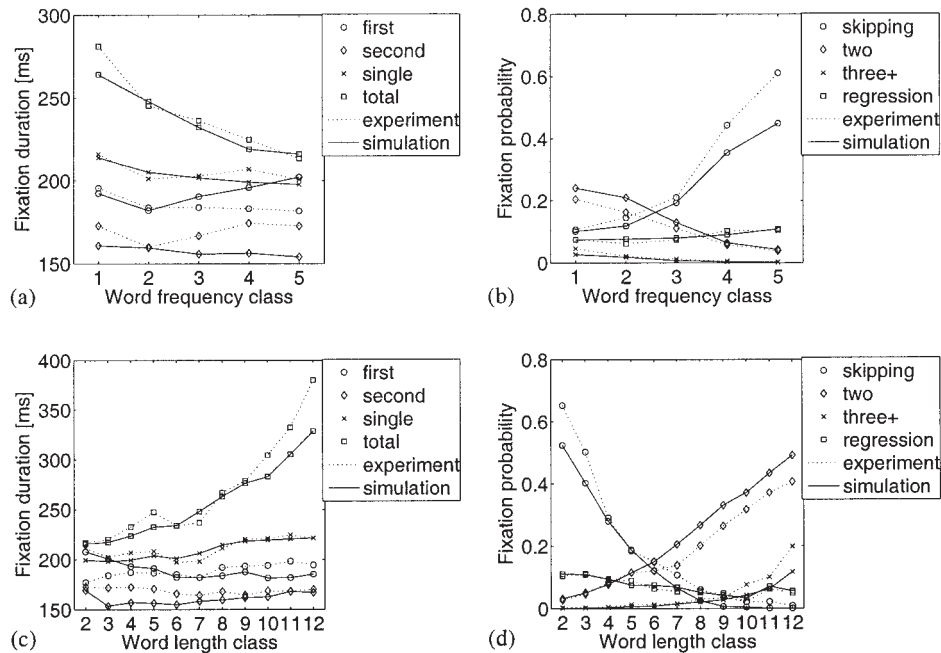 300
250
200
150
Fixation duration [ms]
1 2 3 4 5
Word frequency class
(a)
first
second
single
total
experiment
simulation
0.8
0.6
0.4
0.2
0
Fixation probability
1 2 3 4 5
Word frequency class
(b)
skipping
two
three+
regression
experiment
simulation
400
350
300
250
200
150
Fixation duration [ms]
2 3 4 5 6 7 8 9 10 11 12
Word length class
(c)
first
second
single
total
experiment
simulation
0.8
0.6
0.4
0.2
0
Fixation probability
2 3 4 5 6 7 8 9 10 11 12
Word length class
(d)
skipping
two
three+
regression
experiment
simulation